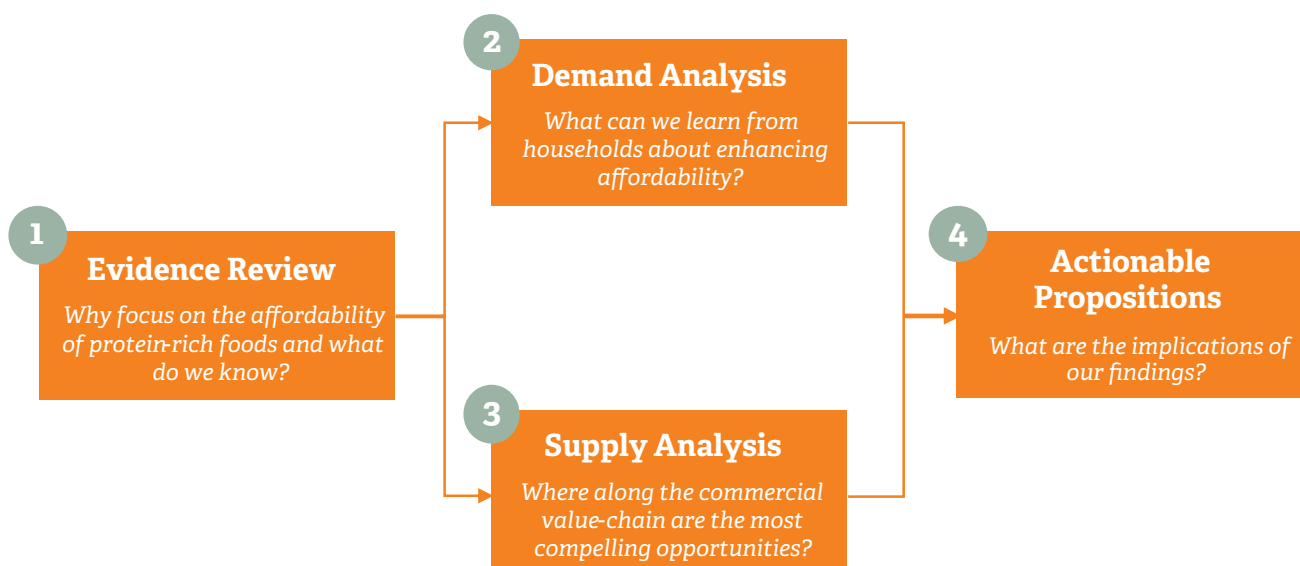 1
Evidence Review
Why focus on the affordability
of protein-rich foods and what
do we know?
2
Demand Analysis
What can we learn from
households about enhancing
affordability?
3
Supply Analysis
Where along the commercial
value-chain are the most
compelling opportunities?
4
Actionable
Propositions
What are the implications of
our findings?